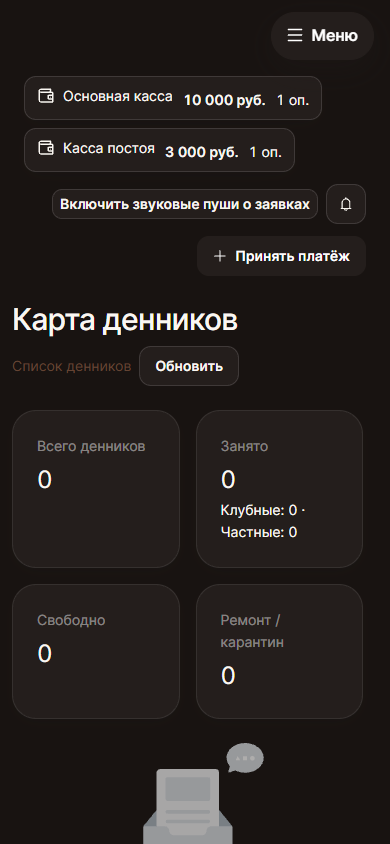 Меню
Основная касса 10 000 руб. 1 оп.
Касса постоя 3 000 руб. 1 оп.
Включить звуковые пуши о заявках
Принять платёж
Карта денников
Список денников Обновить
Всего денников Занято
0 0
Клубные: 0 ·
Частные: 0
Свободно Ремонт /
карантин
0 0